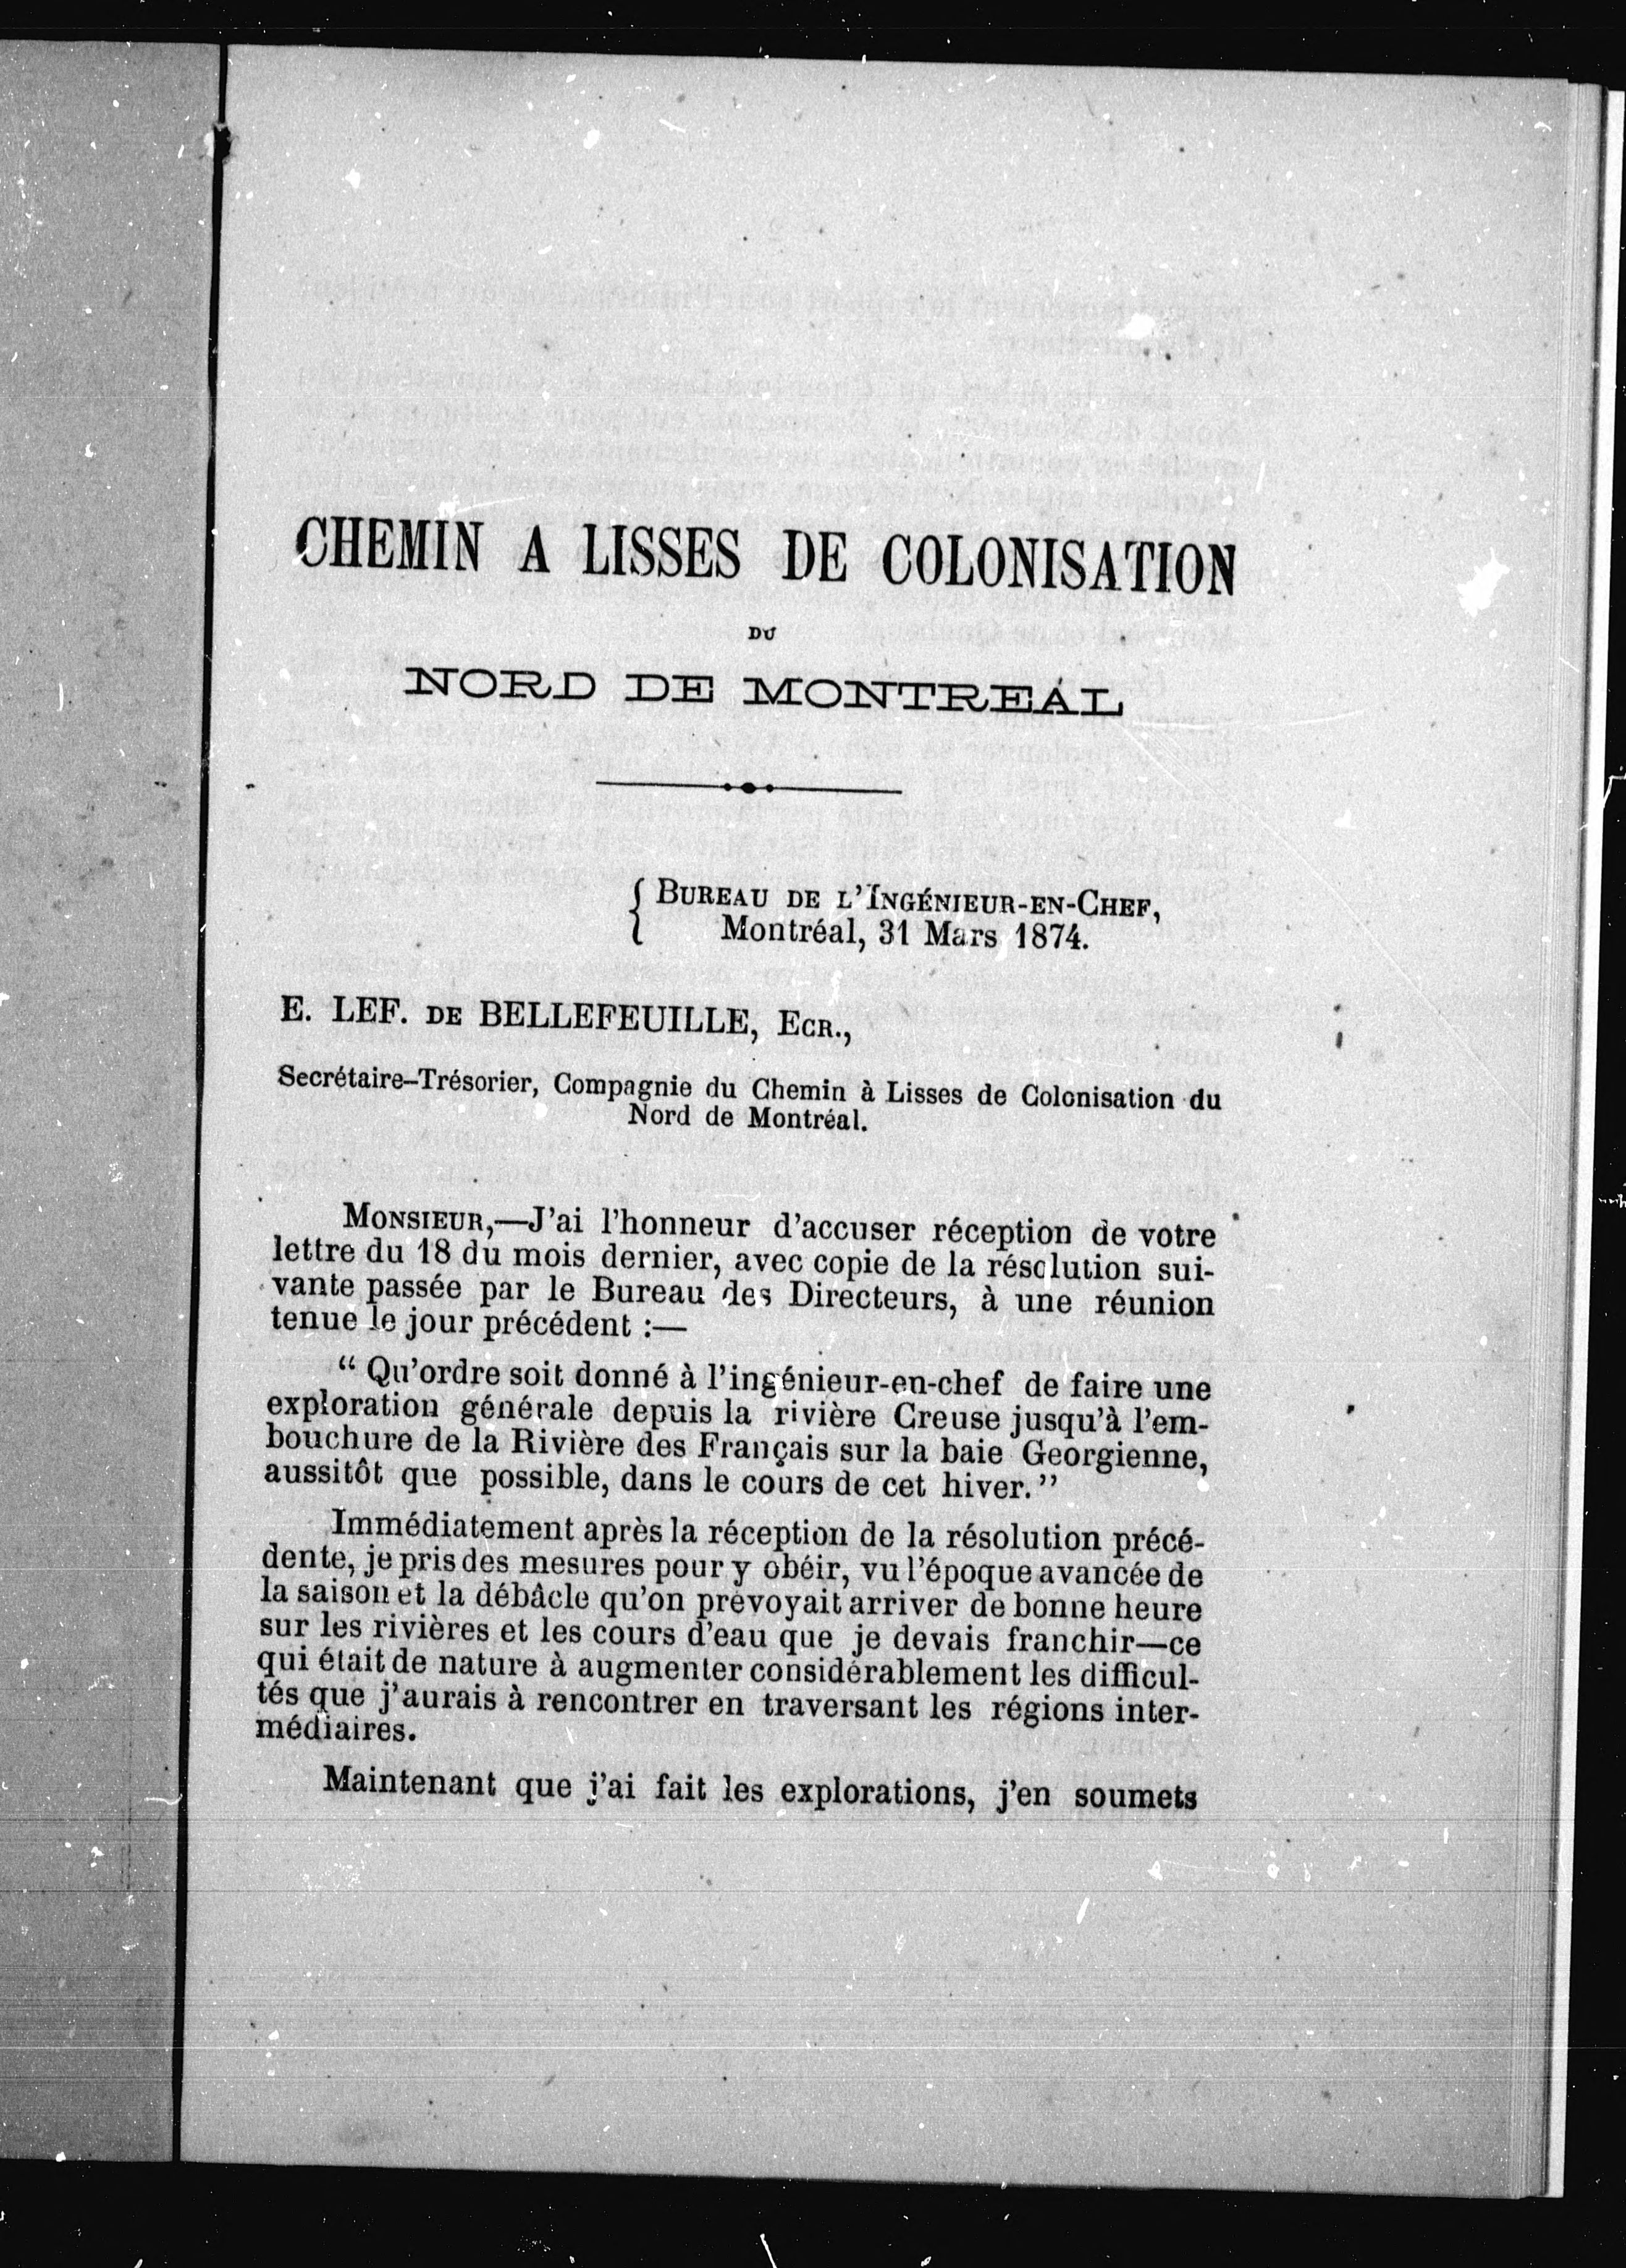 CHEMIN A LISSES DE COLONISATION
DU
NORD DE MONTREAL
{ BUREAU DE L'INGÉNIEUR-EN-CHEF,
Montréal, 31 Mars 1874.
E. LEF. DE BELLEFEUILLE, ECR.,
Secrétaire–Trésorier, Compagnie du Chemin à Lisses de Colonisation du
Nord de Montréal.
MONSIEUR,—J'ai l'honneur d'accuser réception de votre
lettre du 18 du mois dernier, avec copie de la résolution sui-
vante passée par le Bureau des Directeurs, à une réunion
tenue le jour précédent :—
“ Qu'ordre soit donné à l'ingénieur-en-chef de faire une
exploration générale depuis la rivière Creuse jusqu'à l'em-
bouchure de la Rivière des Français sur la baie Georgienne,
aussitôt que possible, dans le cours de cet hiver.”
Immédiatement après la réception de la résolution précé-
dente, je pris des mesures pour y obéir, vu l'époque avancée de
la saison et la débâcle qu'on prévoyait arriver de bonne heure
sur les rivières et les cours d'eau que je devais franchir—ce
qui était de nature à augmenter considérablement les difficul-
tés que j'aurais à rencontrer en traversant les régions inter-
médiaires.
Maintenant que j'ai fait les explorations, j'en soumets